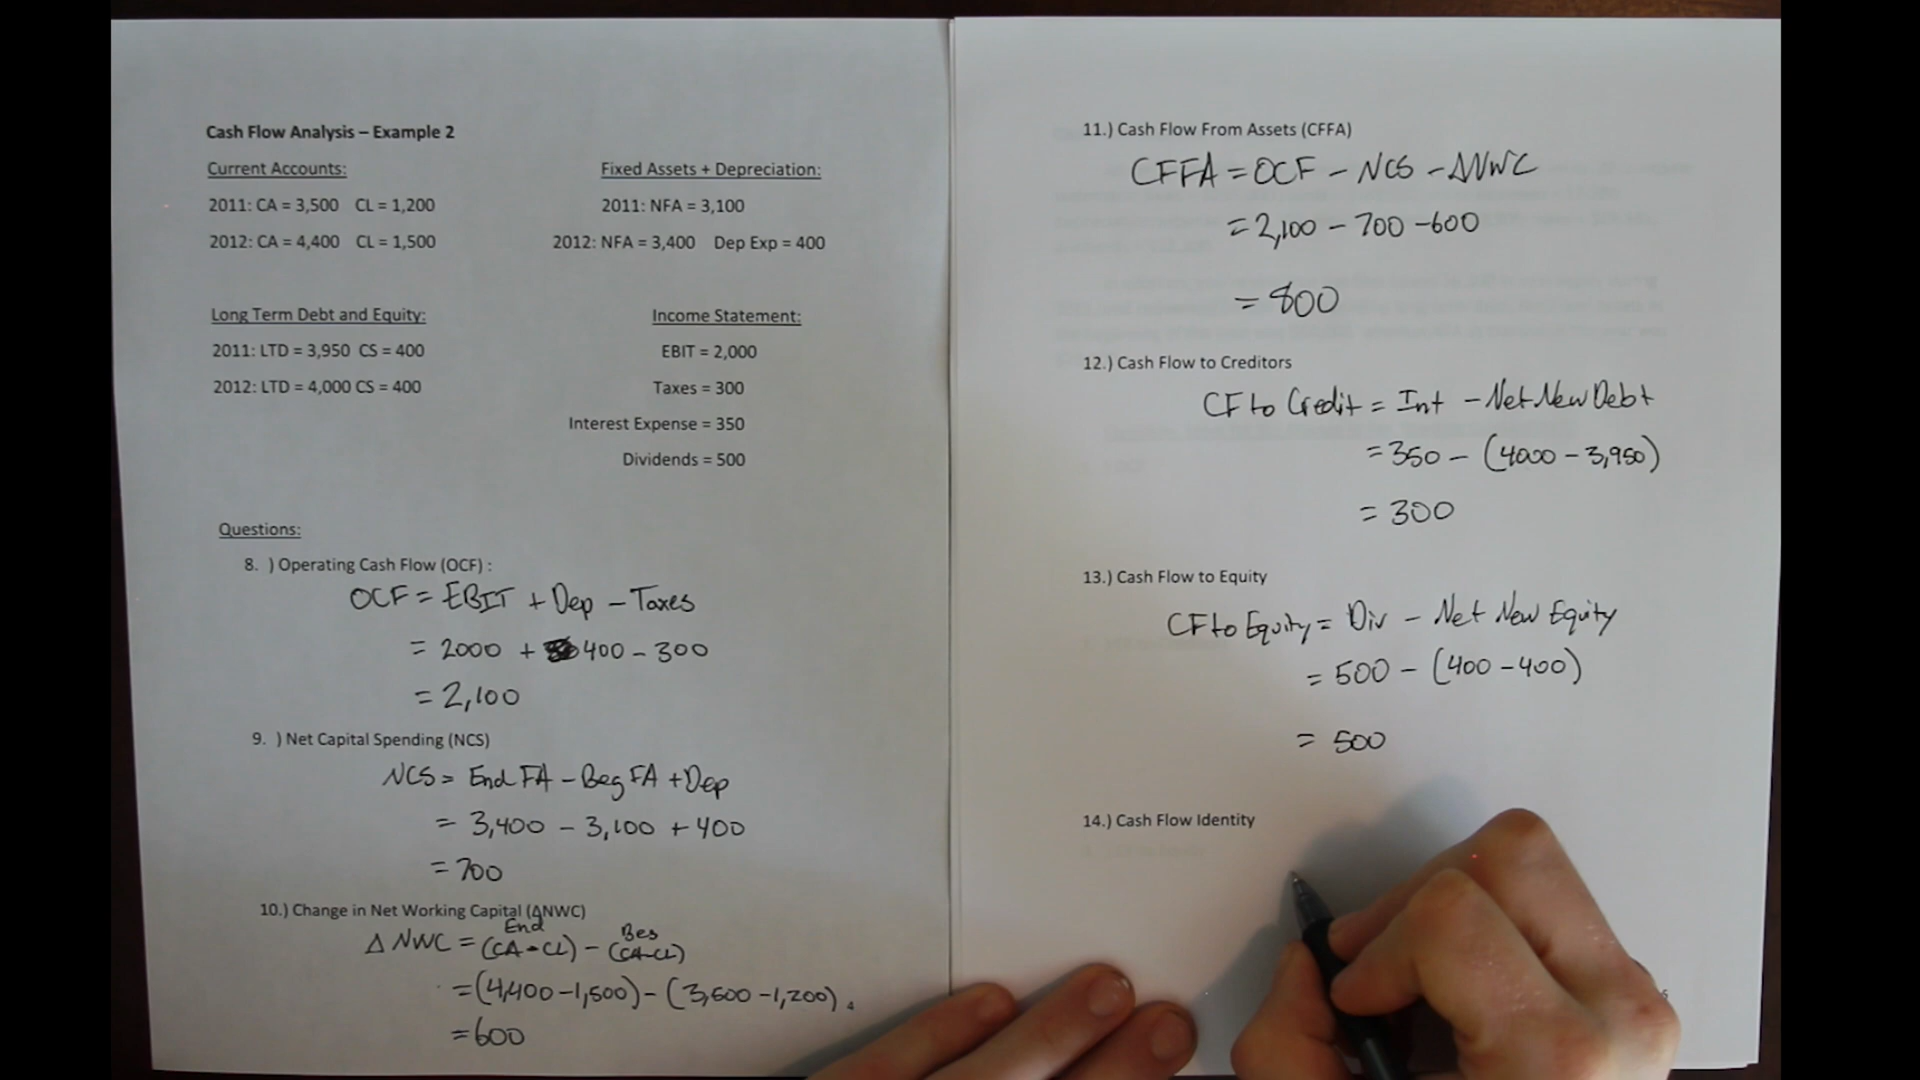 Cash Flow Analysis – Example 2
Current Accounts:
2011: CA = 3,500 CL = 1,200
2012: CA = 4,400 CL = 1,500
Fixed Assets + Depreciation:
2011: NFA = 3,100
2012: NFA = 3,400 Dep Exp = 400
Long Term Debt and Equity:
2011: LTD = 3,950 CS = 400
2012: LTD = 4,000 CS = 400
Income Statement:
EBIT = 2,000
Taxes = 300
Interest Expense = 350
Dividends = 500
Questions:
8. ) Operating Cash Flow (OCF) :
OCF = EBIT + Dep - Taxes
= 2000 + 400 - 300
= 2,100
9. ) Net Capital Spending (NCS)
NCS = End FA - Beg FA + Dep
= 3,400 - 3,100 + 400
= 700
10.) Change in Net Working Capital (ΔNWC)
End Beg
Δ NWC = (CA - CL) - (CA-CL)
= (4,400 - 1,500) - (3,500 - 1,200)
= 600
4
11.) Cash Flow From Assets (CFFA)
CFFA = OCF - NCS - ΔNWC
= 2,100 - 700 - 600
= 800
12.) Cash Flow to Creditors
CF to Credit = Int - Net New Debt
= 350 - (4000 - 3,950)
= 300
13.) Cash Flow to Equity
CF to Equity = Div - Net New Equity
= 500 - (400 - 400)
= 500
14.) Cash Flow Identity